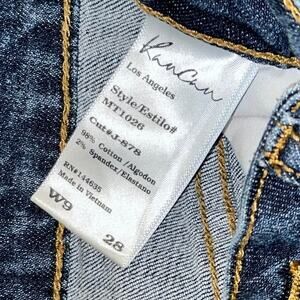 KanCan
Los Angeles
Style/Estilo#
MT1026
Cut#J-878
98% Cotton/Algodon
2% Spandex/Elastano
RN#144635
Made in Vietnam
W9 28